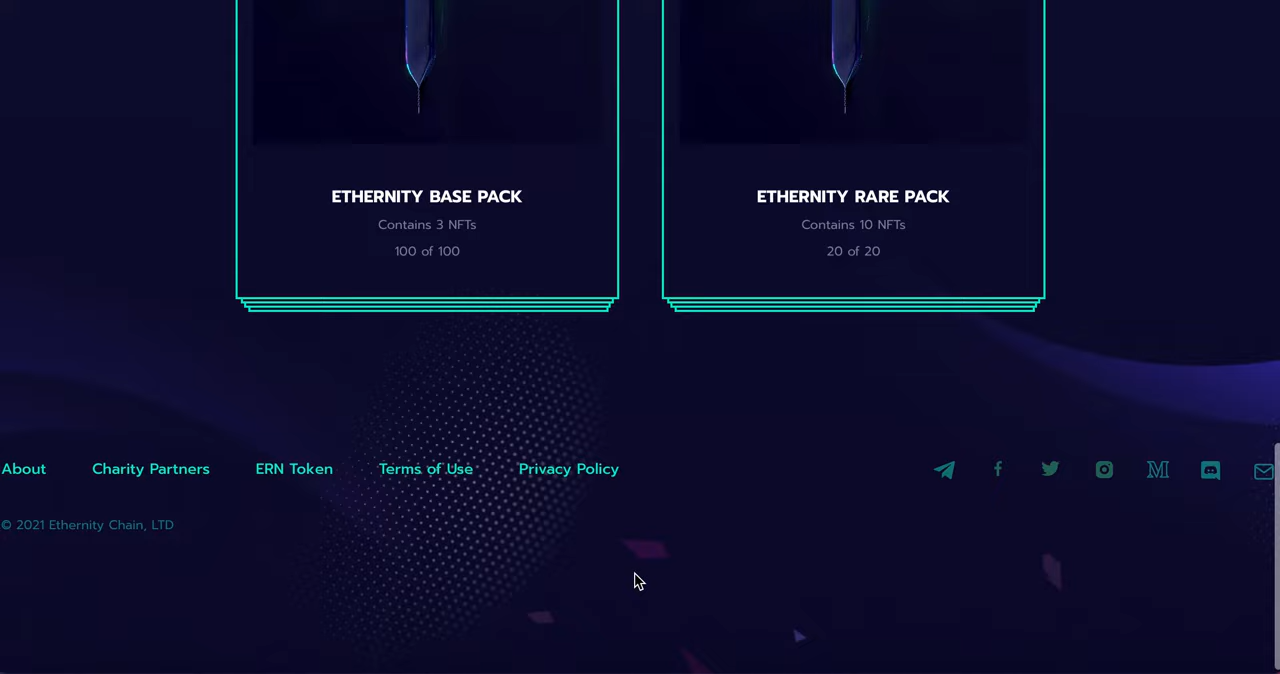 ETHERNITY BASE PACK
Contains 3 NFTs
100 of 100
ETHERNITY RARE PACK
Contains 10 NFTs
20 of 20
About Charity Partners ERN Token Terms of Use Privacy Policy
© 2021 Ethernity Chain, LTD